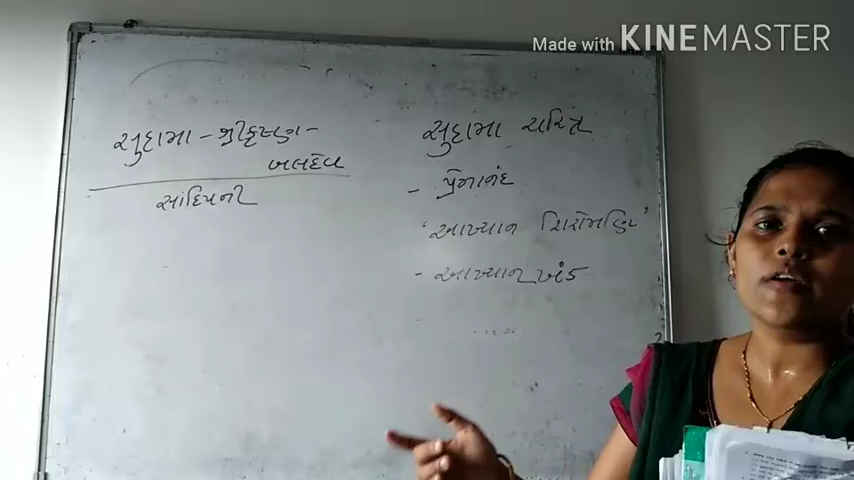 Made with KINEMASTER
સુદામા - શ્રીકૃષ્ણ -
બલદેવ
સાંદિપની
સુદામા ચરિત્ર
- પ્રેમાનંદ
'આખ્યાન શિરોમણિ'
- આખ્યાન ખંડ